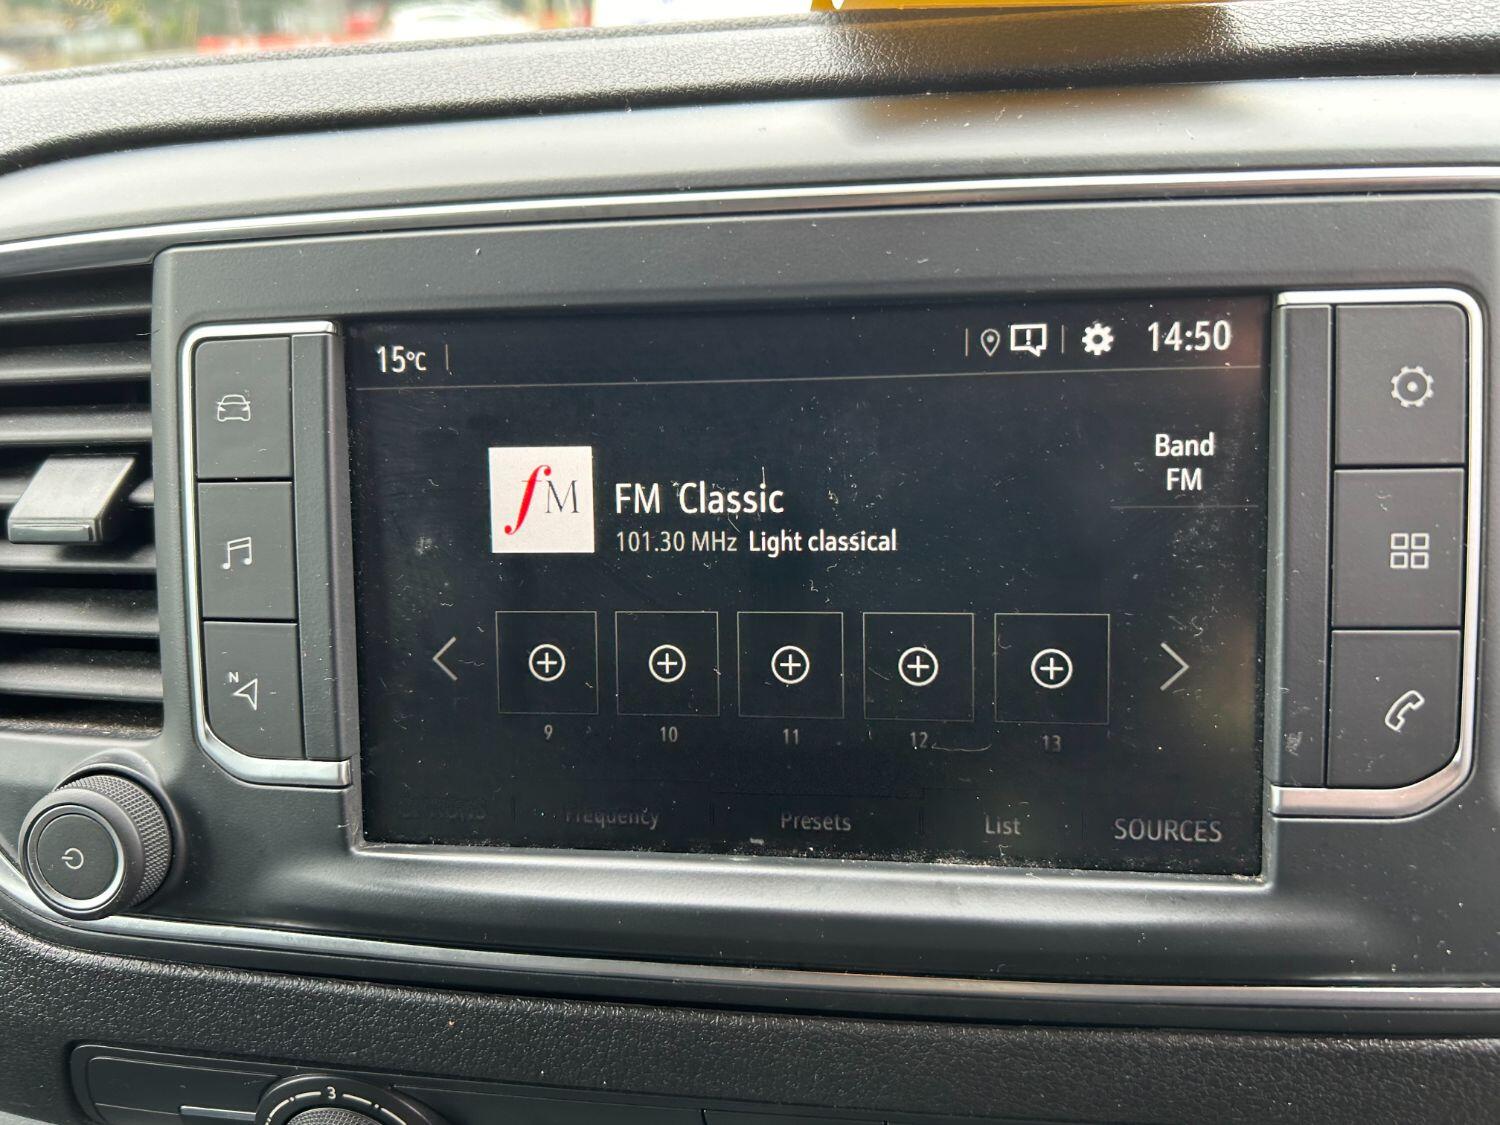 15°C
14:50
Band
FM
fM
FM Classic
101.30 MHz Light classical
9 10 11 12 13
Frequency Presets List SOURCES
N
3